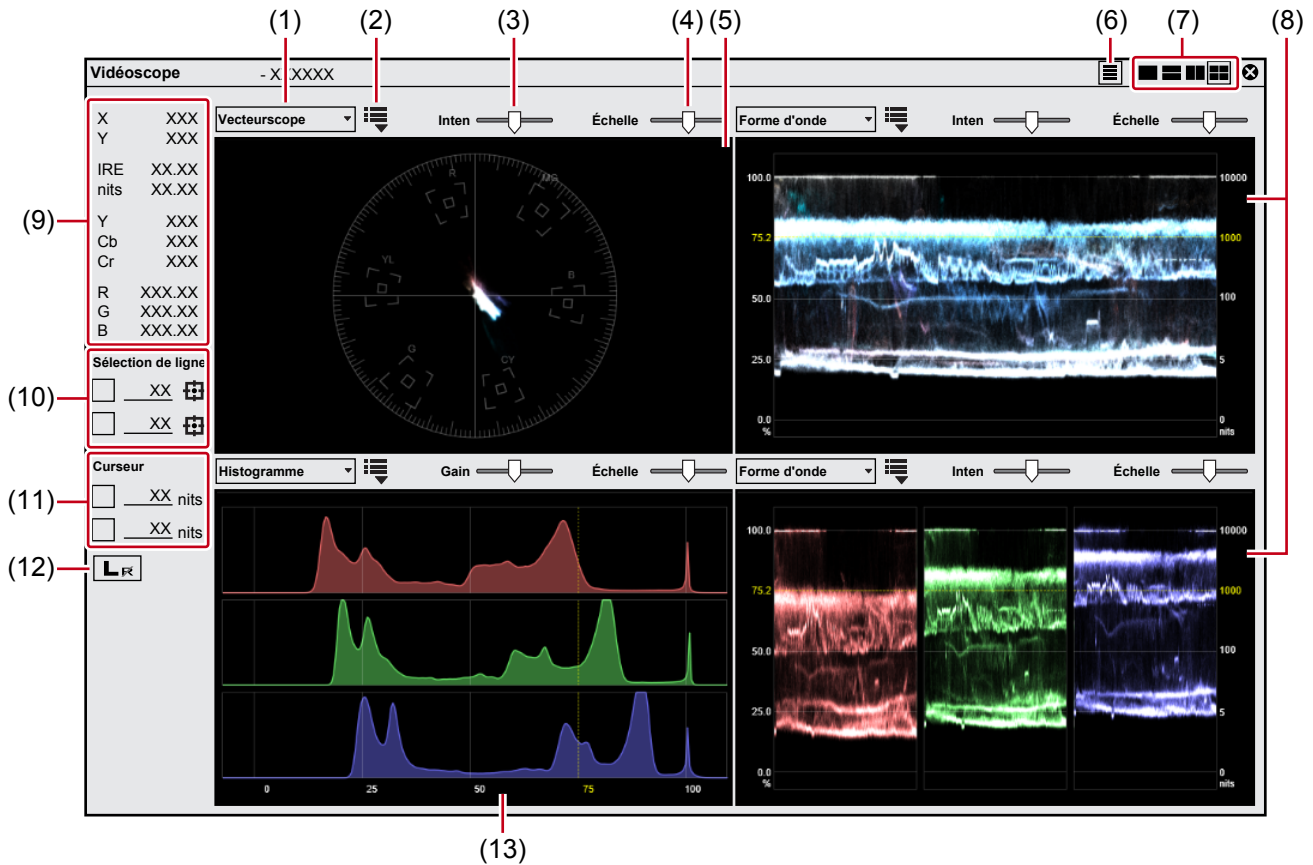 (1) (2) (3) (4) (5) (6) (7) (8)
Vidéoscope - XXXXXX
Vecteurscope Inten Échelle Forme d'onde Inten Échelle
(9)
X XXX
Y XXX
IRE XX.XX
nits XX.XX
Y XXX
Cb XXX
Cr XXX
R XXX.XX
G XXX.XX
B XXX.XX
(10)
Sélection de ligne
XX
XX
(11)
Curseur
XX nits
XX nits
(12)
L R
R MG
YL B
G CY
100.0 10000
75.2 1000
50.0 100
25.0 5
0.0 0
% nits
Histogramme Gain Échelle Forme d'onde Inten Échelle
0 25 50 75 100
100.0 10000
75.2 1000
50.0 100
25.0 5
0.0 0
% nits
(8)
(13)